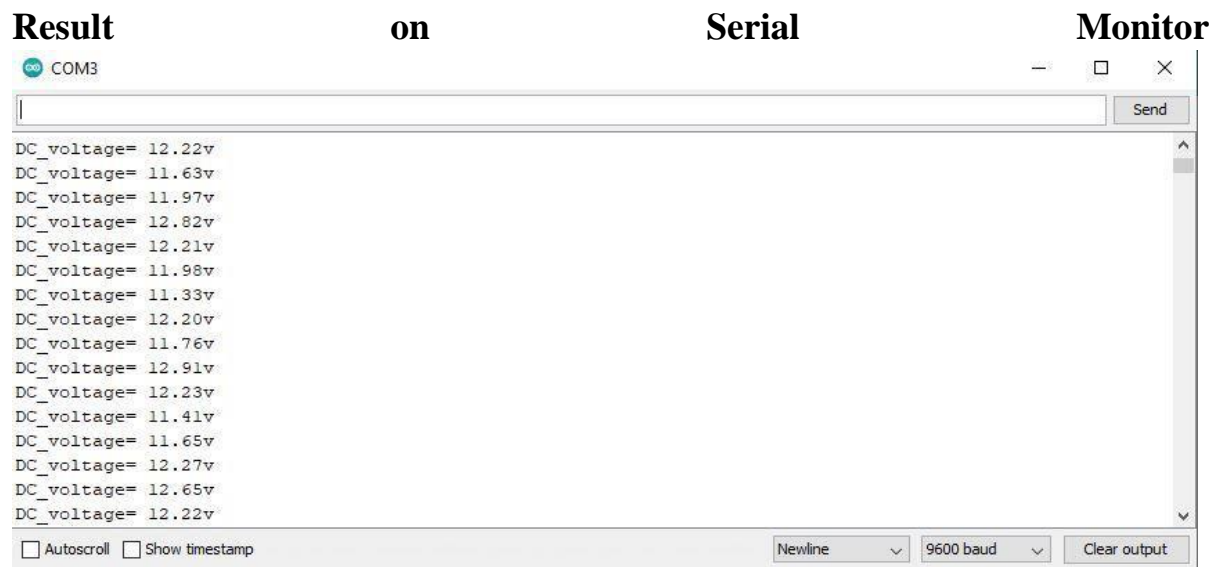 Result on Serial Monitor
COM3
Send
DC_voltage= 12.22v
DC_voltage= 11.63v
DC_voltage= 11.97v
DC_voltage= 12.82v
DC_voltage= 12.21v
DC_voltage= 11.98v
DC_voltage= 11.33v
DC_voltage= 12.20v
DC_voltage= 11.76v
DC_voltage= 12.91v
DC_voltage= 12.23v
DC_voltage= 11.41v
DC_voltage= 11.65v
DC_voltage= 12.27v
DC_voltage= 12.65v
DC_voltage= 12.22v
Autoscroll Show timestamp Newline 9600 baud Clear output